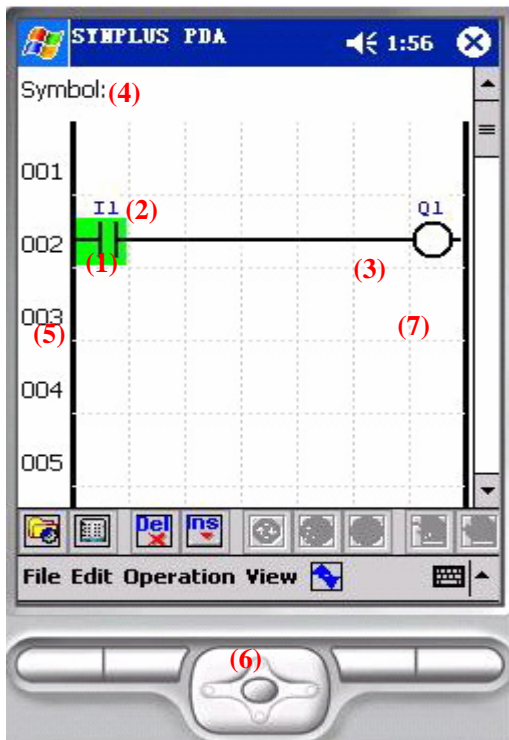 SYNPLUS PDA 1:56
Symbol: (4)
001
I1 (2) Q1
002
(1) (3)
003
(5) (7)
004
005
Del Ins
File Edit Operation View
(6)